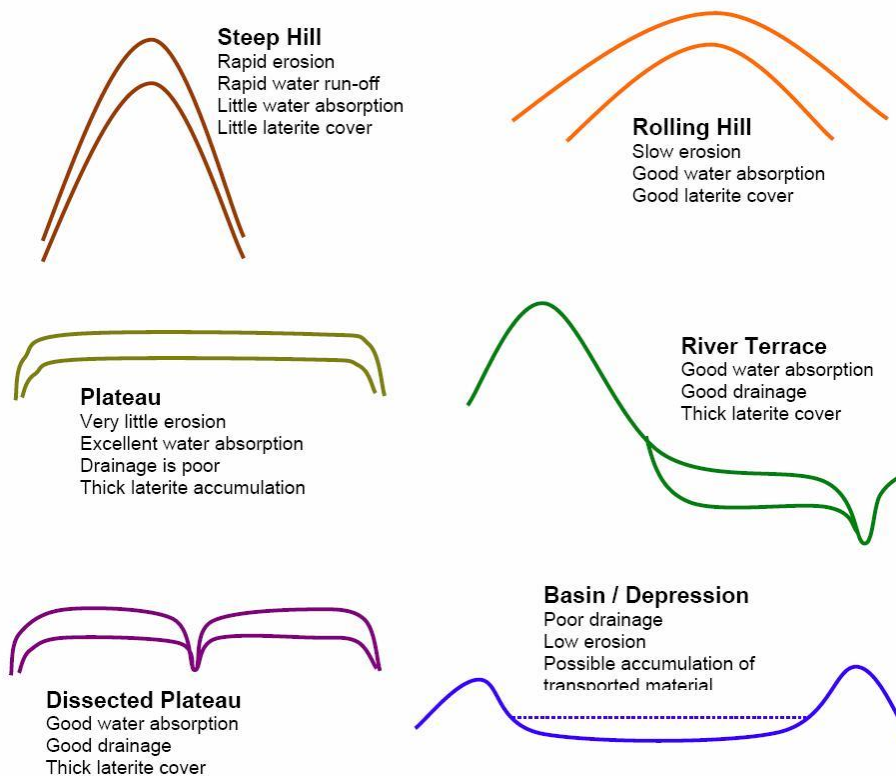 Steep Hill
Rapid erosion
Rapid water run-off
Little water absorption
Little laterite cover
Rolling Hill
Slow erosion
Good water absorption
Good laterite cover
Plateau
Very little erosion
Excellent water absorption
Drainage is poor
Thick laterite accumulation
River Terrace
Good water absorption
Good drainage
Thick laterite cover
Dissected Plateau
Good water absorption
Good drainage
Thick laterite cover
Basin / Depression
Poor drainage
Low erosion
Possible accumulation of
transported material